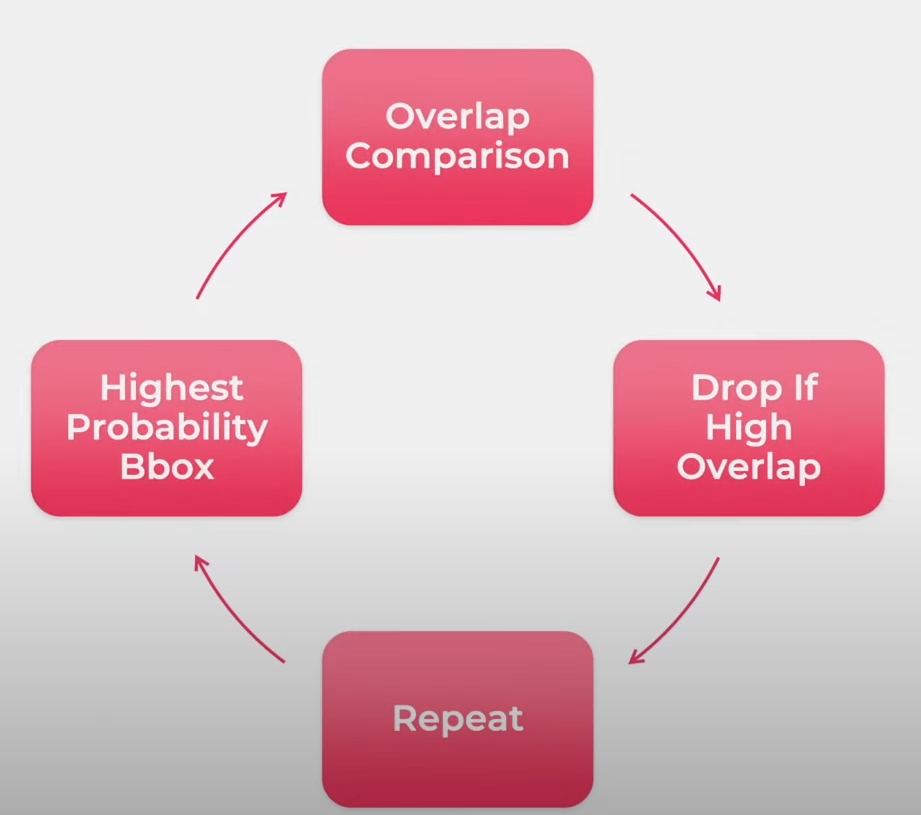 Overlap
Comparison
Highest
Probability
Bbox
Drop If
High
Overlap
Repeat